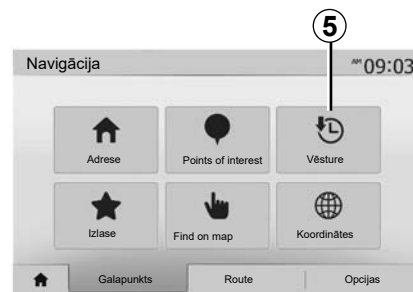 5
Navigācija AM 09:03
Adrese Points of interest Vēsture
Izlase Find on map Koordinātes
Galapunkts Route Opcijas